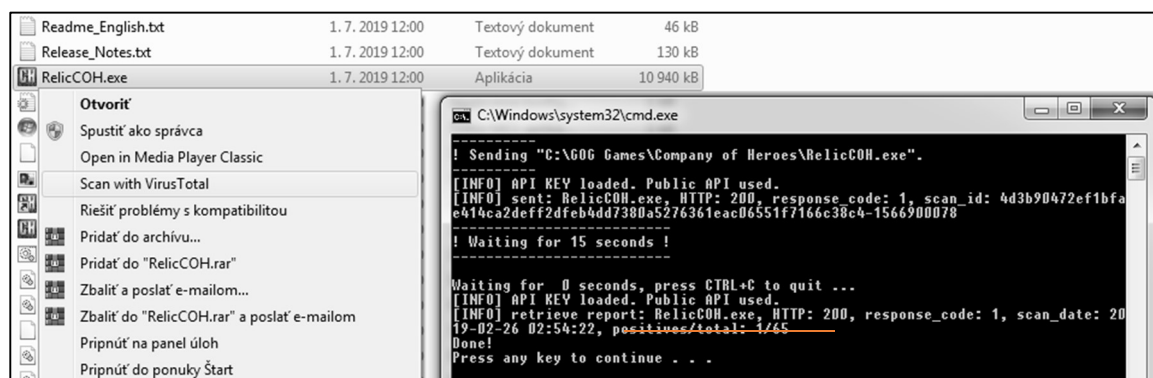 Readme_English.txt 1. 7. 2019 12:00 Textový dokument 46 kB
Release_Notes.txt 1. 7. 2019 12:00 Textový dokument 130 kB
RelicCOH.exe 1. 7. 2019 12:00 Aplikácia 10 940 kB
Otvoriť
Spustiť ako správca
Open in Media Player Classic
Scan with VirusTotal
Riešiť problémy s kompatibilitou
Pridať do archívu...
Pridať do "RelicCOH.rar"
Zbaliť a poslať e-mailom...
Zbaliť do "RelicCOH.rar" a poslať e-mailom
Pripnúť na panel úloh
Pripnúť do ponuky Štart
C:\Windows\system32\cmd.exe
----------
! Sending "C:\GOG Games\Company of Heroes\RelicCOH.exe".
----------
[INFO] API KEY loaded. Public API used.
[INFO] sent: RelicCOH.exe, HTTP: 200, response_code: 1, scan_id: 4d3b90472ef1bfa
e414ca2deff2dfeb4dd7380a5276361eac06551f7166c38c4-1566900078
--------------------------
! Waiting for 15 seconds !
--------------------------
Waiting for 0 seconds, press CTRL+C to quit ...
[INFO] API KEY loaded. Public API used.
[INFO] retrieve report: RelicCOH.exe, HTTP: 200, response_code: 1, scan_date: 20
19-02-26 02:54:22, positives/total: 1/65
Done!
Press any key to continue . . .